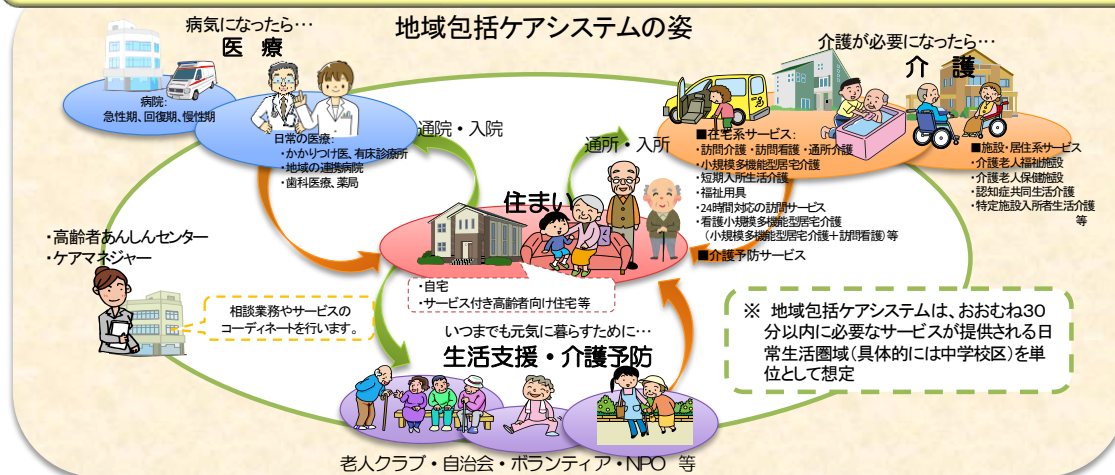 地域包括ケアシステムの姿
病気になったら…
医 療
病院:
急性期、回復期、慢性期
日常の医療:
・かかりつけ医、有床診療所
・地域の連携病院
・歯科医療、薬局
通院・入院
介護が必要になったら…
介 護
通所・入所
■在宅系サービス:
・訪問介護・訪問看護・通所介護
・小規模多機能型居宅介護
・短期入所生活介護
・福祉用具
・24時間対応の訪問サービス
・看護小規模多機能型居宅介護
(小規模多機能型居宅介護+訪問看護)等
■介護予防サービス
■施設・居住系サービス
・介護老人福祉施設
・介護老人保健施設
・認知症共同生活介護
・特定施設入所者生活介護
等
住まい
・自宅
・サービス付き高齢者向け住宅等
・高齢者あんしんセンター
・ケアマネジャー
相談業務やサービスの
コーディネートを行います。
いつまでも元気に暮らすために…
生活支援・介護予防
老人クラブ・自治会・ボランティア・NPO 等
※ 地域包括ケアシステムは、おおむね30
分以内に必要なサービスが提供される日
常生活圏域(具体的には中学校区)を単
位として想定